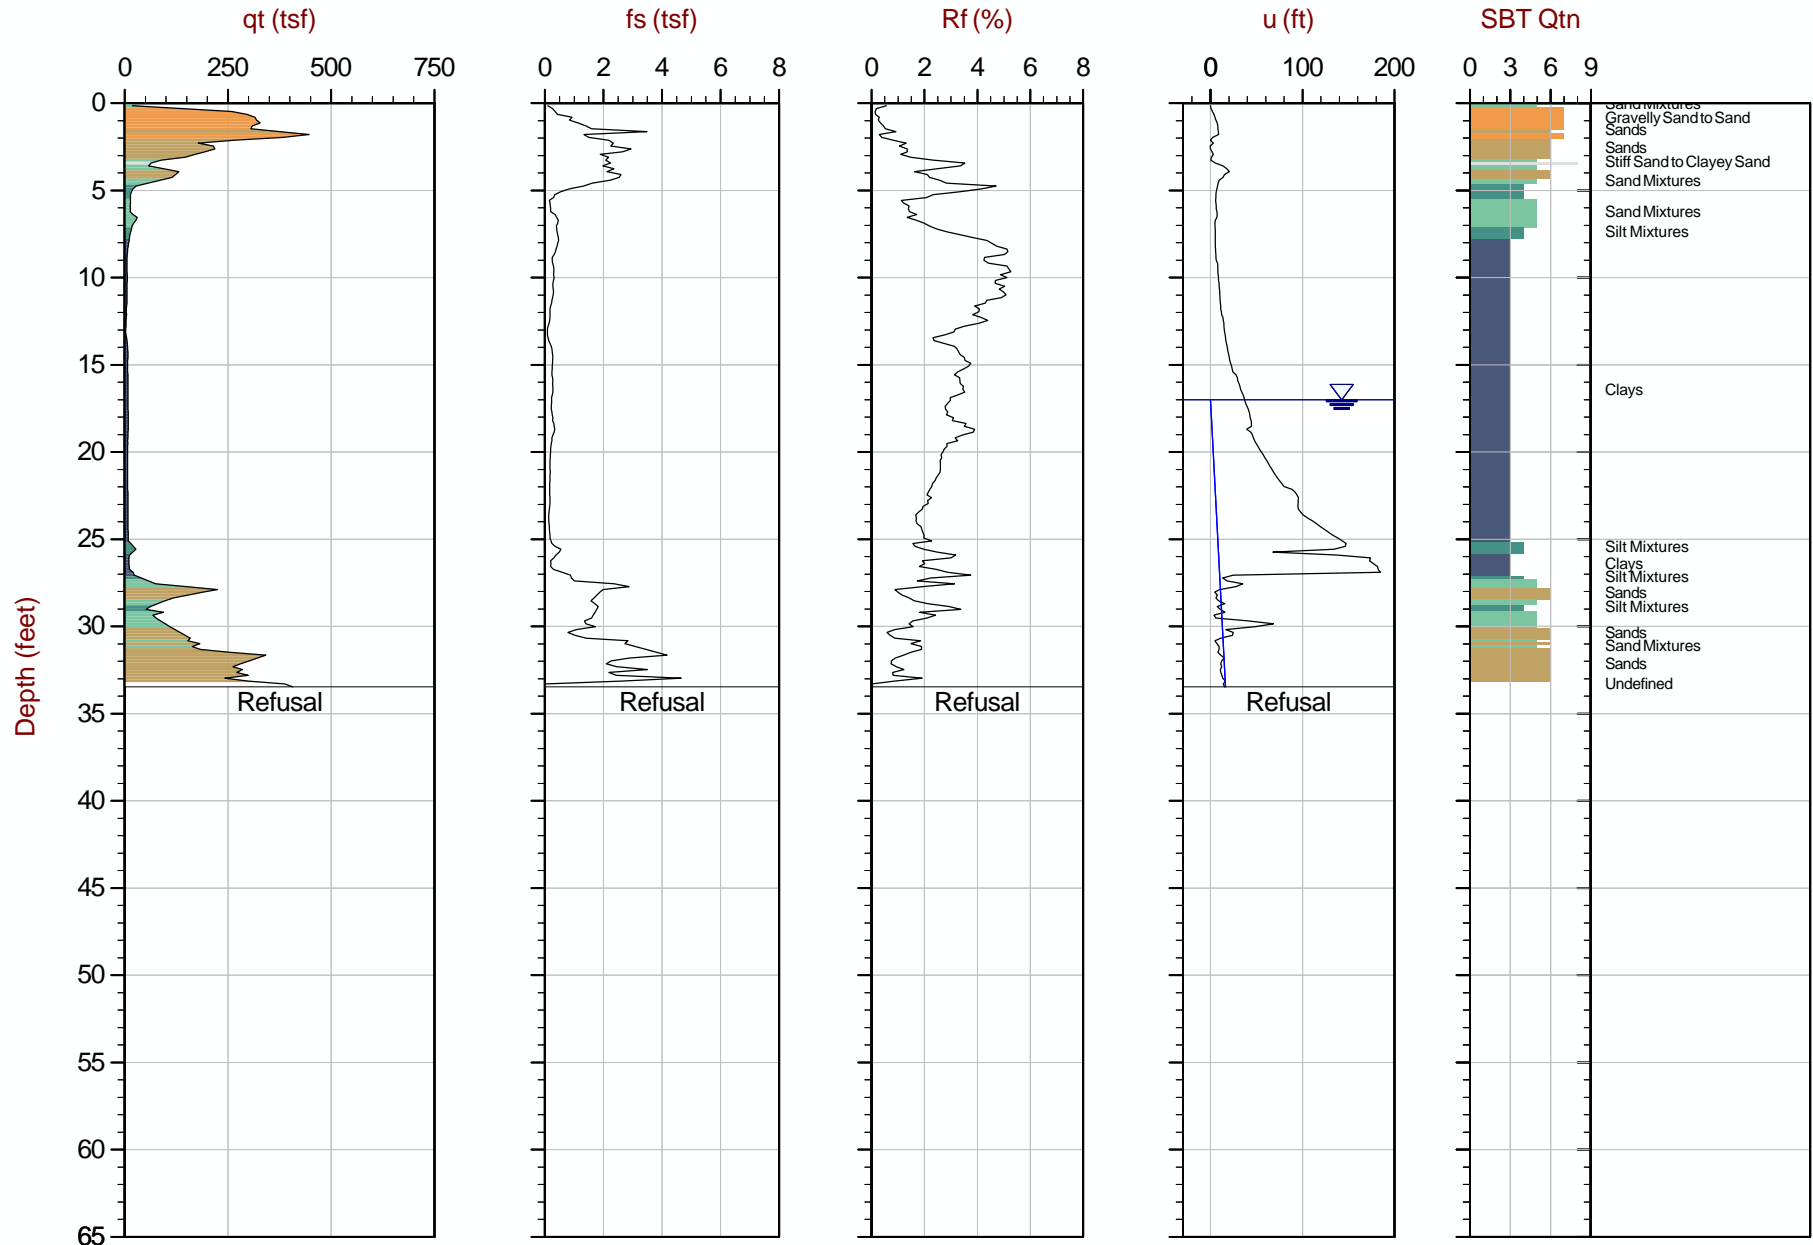 qt (tsf) fs (tsf) Rf (%) u (ft) SBT Qtn
0 250 500 750 0 2 4 6 8 0 2 4 6 8 0 100 200 0 3 6 9
0
5
10
15
20
25
30
35
40
45
50
55
60
65
Depth (feet)
Sand Mixtures
Gravelly Sand to Sand
Sands
Sands
Stiff Sand to Clayey Sand
Sand Mixtures
Sand Mixtures
Silt Mixtures
Clays
Silt Mixtures
Clays
Silt Mixtures
Sands
Silt Mixtures
Sands
Sand Mixtures
Sands
Undefined
Refusal Refusal Refusal Refusal